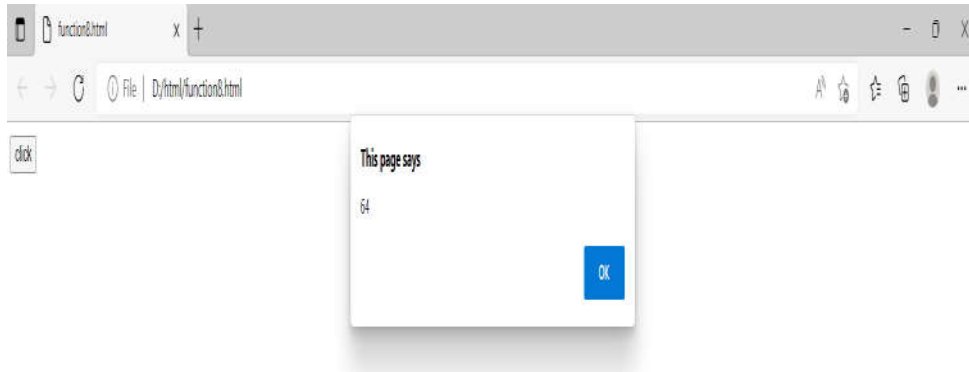 function8.html X +
File | D:/html/function8.html
click
This page says
64
OK